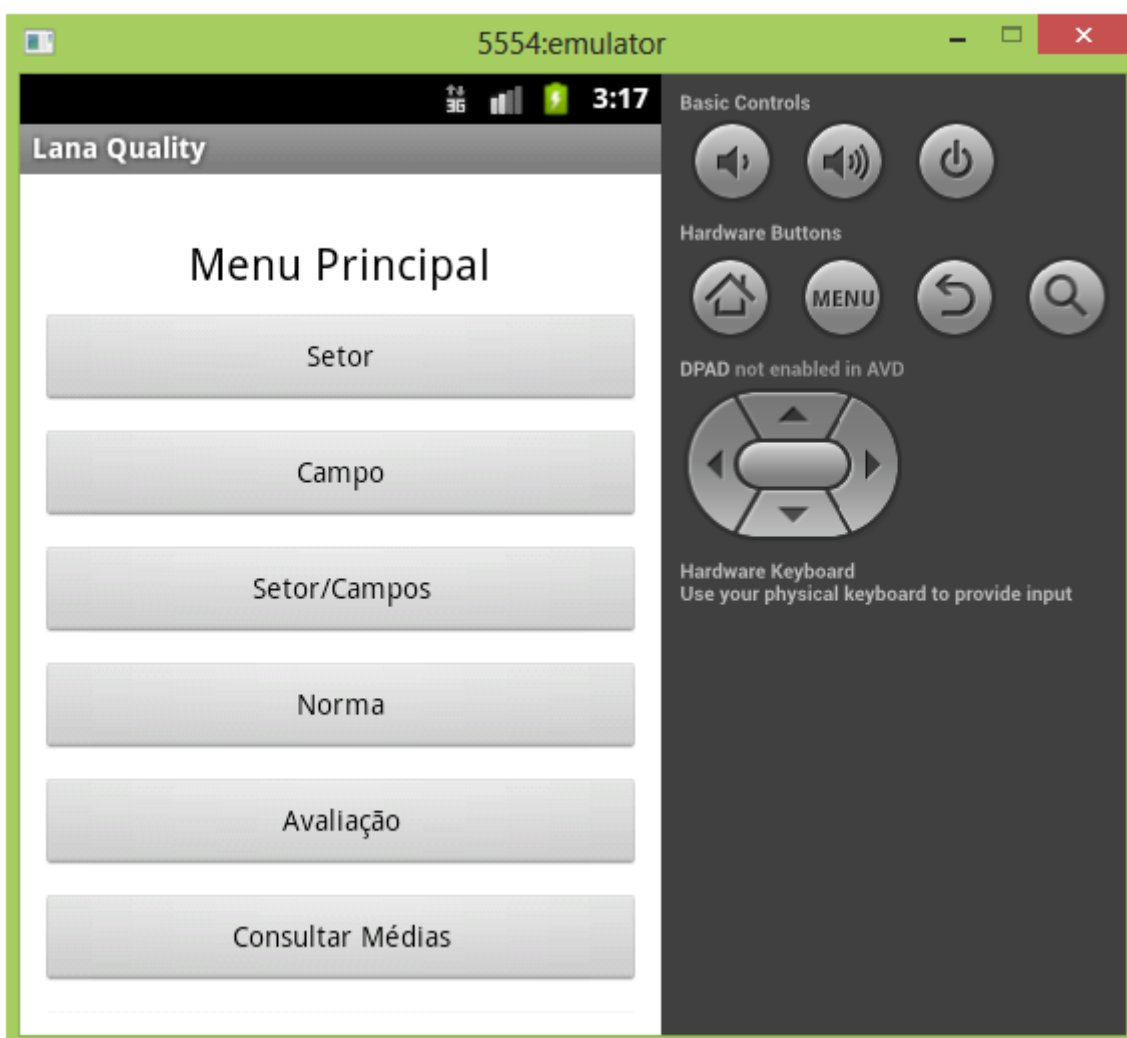 5554:emulator
3G 3:17
Lana Quality
Menu Principal
Setor
Campo
Setor/Campos
Norma
Avaliação
Consultar Médias
Basic Controls
Hardware Buttons
MENU
DPAD not enabled in AVD
Hardware Keyboard
Use your physical keyboard to provide input